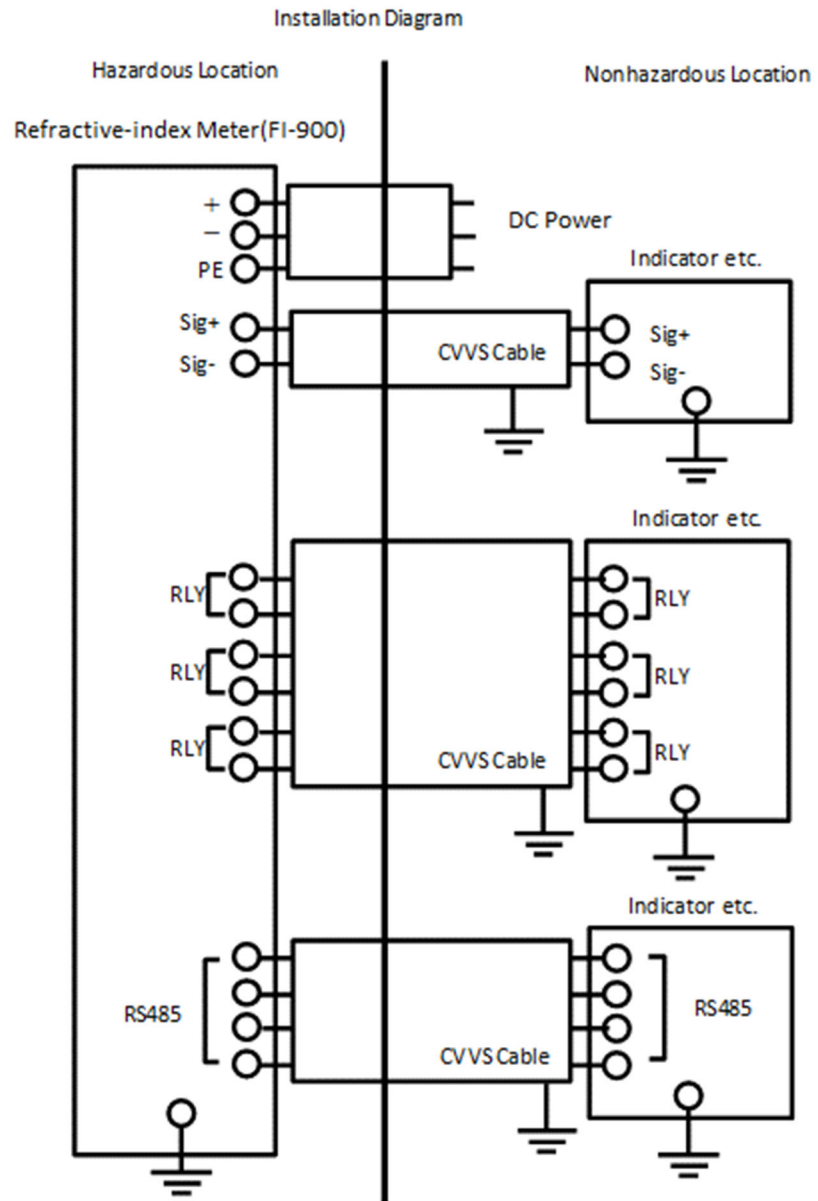 Installation Diagram
Hazardous Location
Nonhazardous Location
Refractive-index Meter(FI-900)
+
−
PE
DC Power
Indicator etc.
Sig+
Sig-
CVVS Cable
Sig+
Sig-
Indicator etc.
RLY
RLY
RLY
RLY
RLY
RLY
CVVS Cable
Indicator etc.
RS485
RS485
CVVS Cable